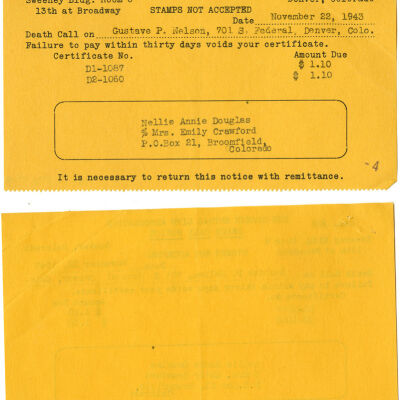 Sweeney Bldg. Room 6
Denver, Colorado
13th at Broadway STAMPS NOT ACCEPTED
Date November 22, 1943
Death Call on Gustave P. Nelson, 701 S. Federal, Denver, Colo.
Failure to pay within thirty days voids your certificate.
Certificate No. Amount Due
D1-1087 $ 1.10
D2-1060 $ 1.10
Nellie Annie Douglas
% Mrs. Emily Crawford
P.O.Box 21, Broomfield,
Colorado
-4
It is necessary to return this notice with remittance.